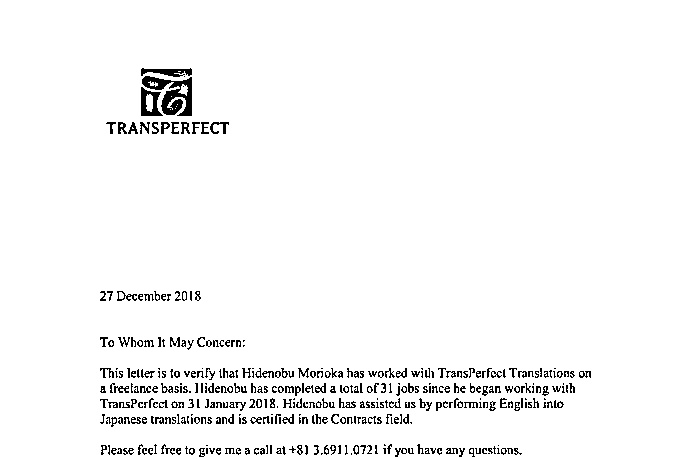 TRANSPERFECT
27 December 2018
To Whom It May Concern:
This letter is to verify that Hidenobu Morioka has worked with TransPerfect Translations on
a freelance basis. Hidenobu has completed a total of 31 jobs since he began working with
TransPerfect on 31 January 2018. Hidenobu has assisted us by performing English into
Japanese translations and is certified in the Contracts field.
Please feel free to give me a call at +81 3.6911.0721 if you have any questions.